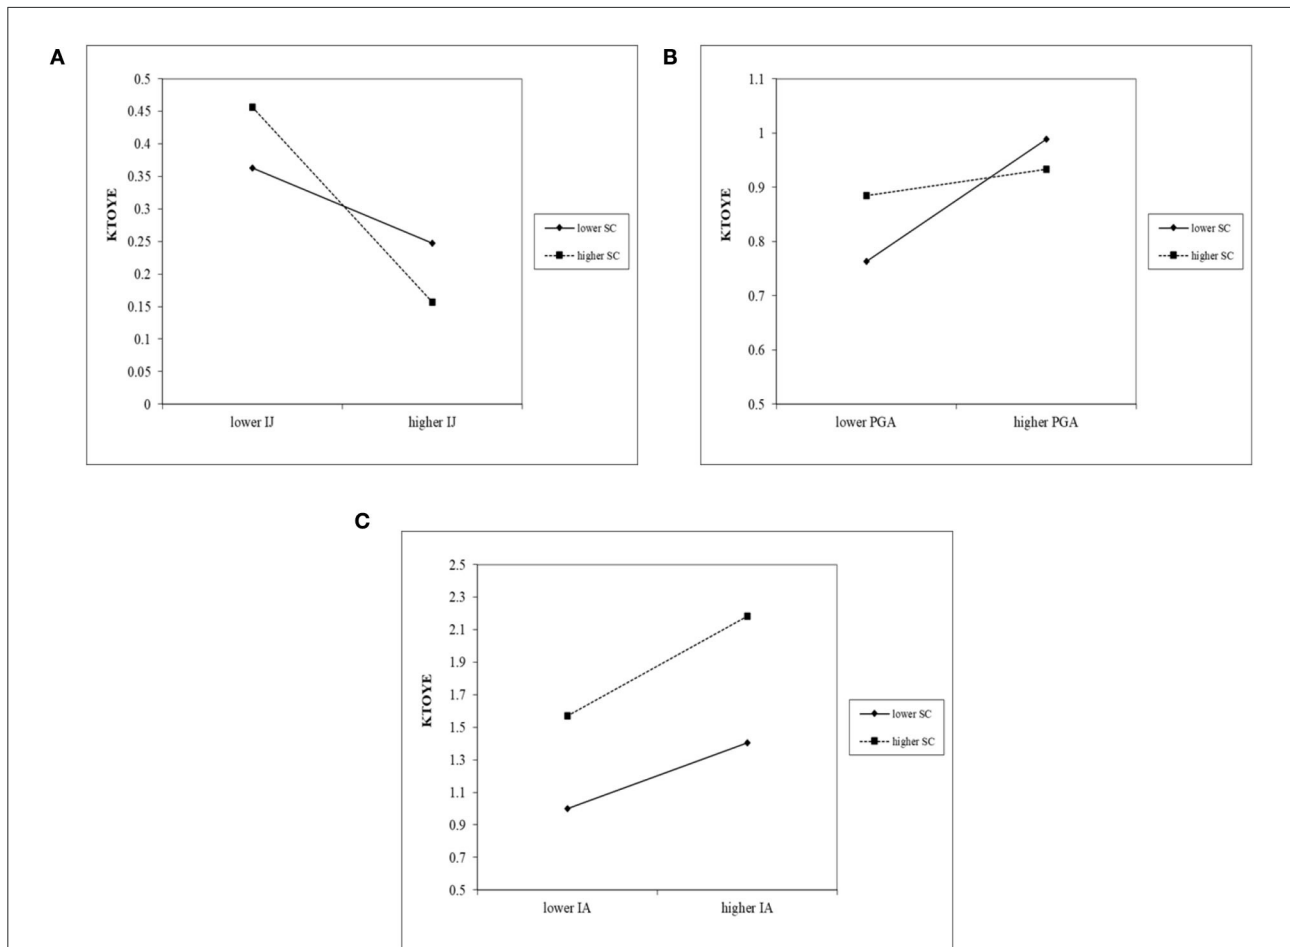 A
KTOYE
0.5
0.45
0.4
0.35
0.3
0.25
0.2
0.15
0.1
0.05
0
lower IJ higher IJ
lower SC
higher SC
B
KTOYE
1.1
1
0.9
0.8
0.7
0.6
0.5
lower PGA higher PGA
lower SC
higher SC
C
KTOYE
2.5
2.3
2.1
1.9
1.7
1.5
1.3
1.1
0.9
0.7
0.5
lower IA higher IA
lower SC
higher SC